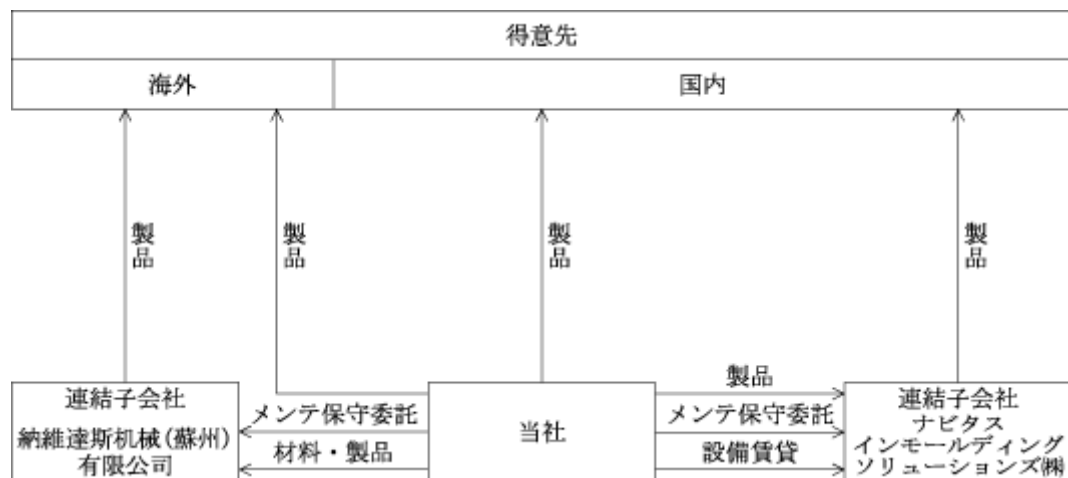 得意先
海外
国内
製品
製品
製品
製品
連結子会社
納維達斯机械(蘇州)
有限公司
メンテ保守委託
材料・製品
当社
製品
メンテ保守委託
設備賃貸
連結子会社
ナビタス
インモールディング
ソリューションズ㈱